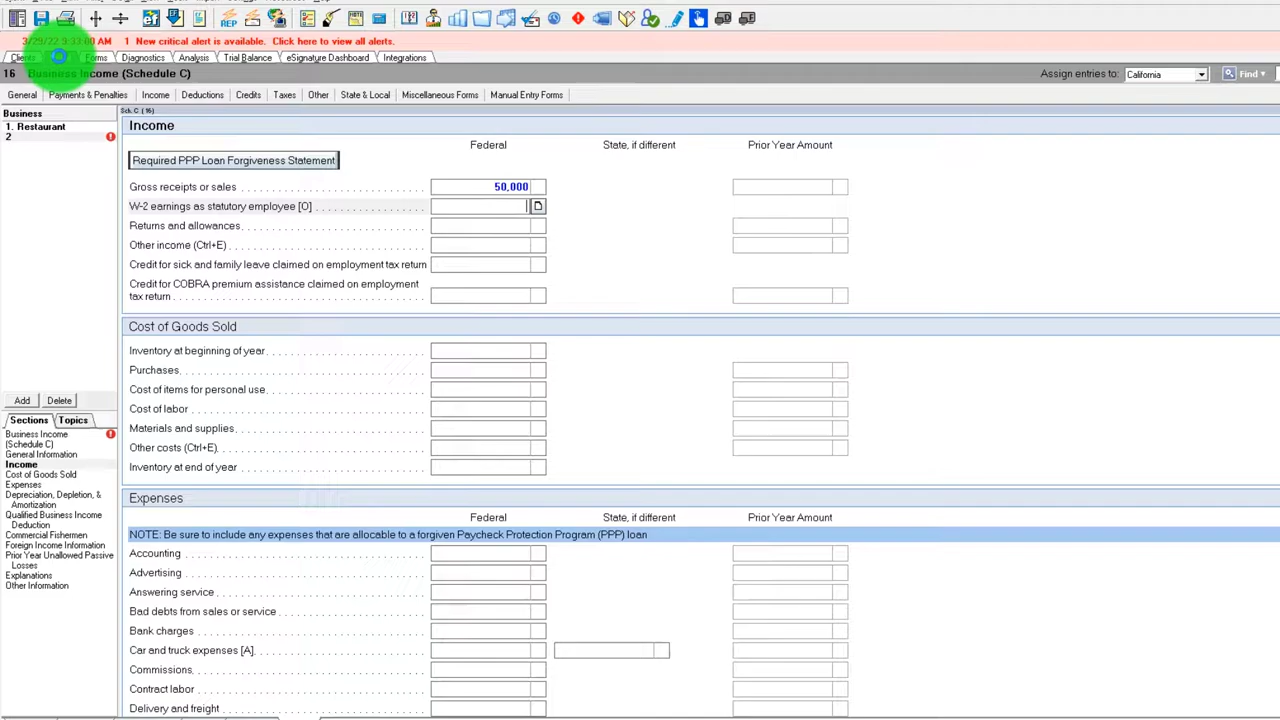 REP
3/29/22 9:33:00 AM 1 New critical alert is available. Click here to view all alerts.
Clients Forms Diagnostics Analysis Trial Balance eSignature Dashboard Integrations
16 Business Income (Schedule C) Assign entries to: California Find
General Payments & Penalties Income Deductions Credits Taxes Other State & Local Miscellaneous Forms Manual Entry Forms
Business
1. Restaurant
2
Add Delete
Sections Topics
Business Income
(Schedule C)
General Information
Income
Cost of Goods Sold
Expenses
Depreciation, Depletion, &
Amortization
Qualified Business Income
Deduction
Commercial Fishermen
Foreign Income Information
Prior Year Unallowed Passive
Losses
Explanations
Other Information
Sch. C (16)
Income
Federal State, if different Prior Year Amount
Required PPP Loan Forgiveness Statement
Gross receipts or sales 50,000
W-2 earnings as statutory employee [O]
Returns and allowances
Other income (Ctrl+E)
Credit for sick and family leave claimed on employment tax return
Credit for COBRA premium assistance claimed on employment
tax return
Cost of Goods Sold
Inventory at beginning of year
Purchases
Cost of items for personal use
Cost of labor
Materials and supplies
Other costs (Ctrl+E)
Inventory at end of year
Expenses
Federal State, if different Prior Year Amount
NOTE: Be sure to include any expenses that are allocable to a forgiven Paycheck Protection Program (PPP) loan
Accounting
Advertising
Answering service
Bad debts from sales or service
Bank charges
Car and truck expenses [A]
Commissions
Contract labor
Delivery and freight